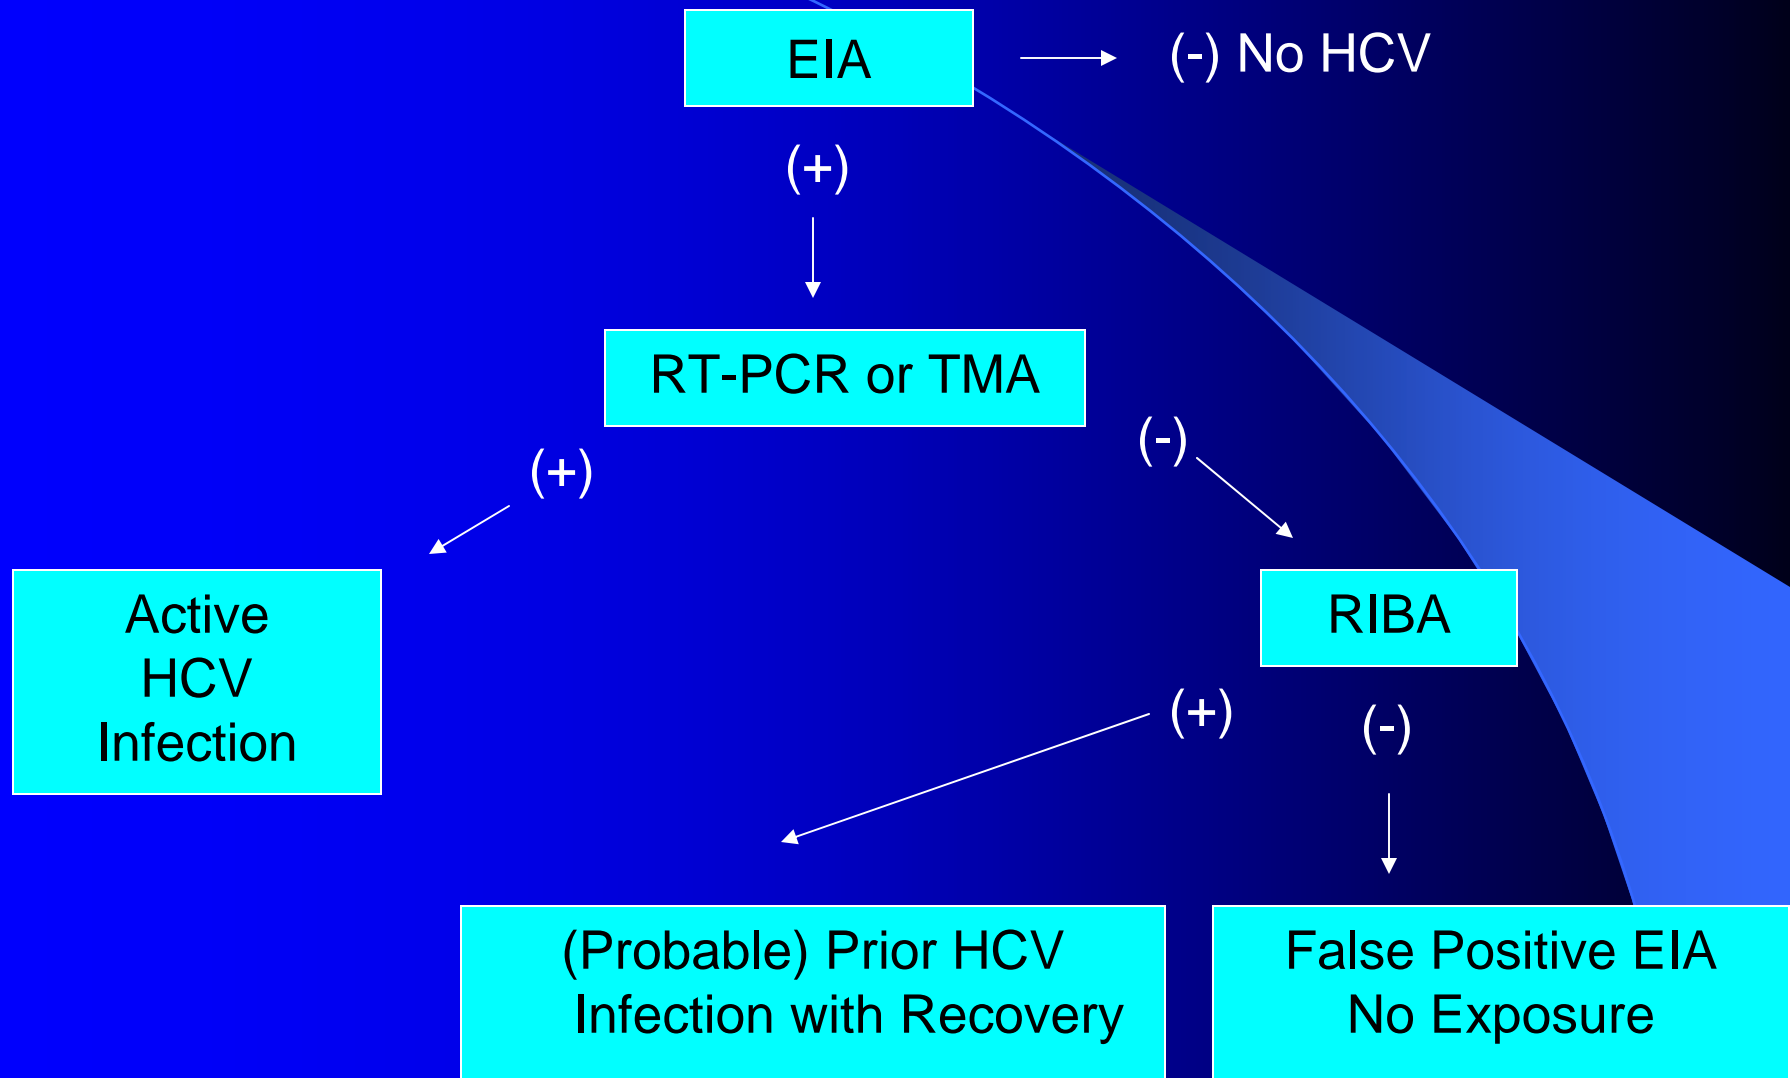 EIA
(-) No HCV
(+)
RT-PCR or TMA
(+)
(-)
Active
HCV
Infection
RIBA
(+)
(-)
(Probable) Prior HCV
Infection with Recovery
False Positive EIA
No Exposure